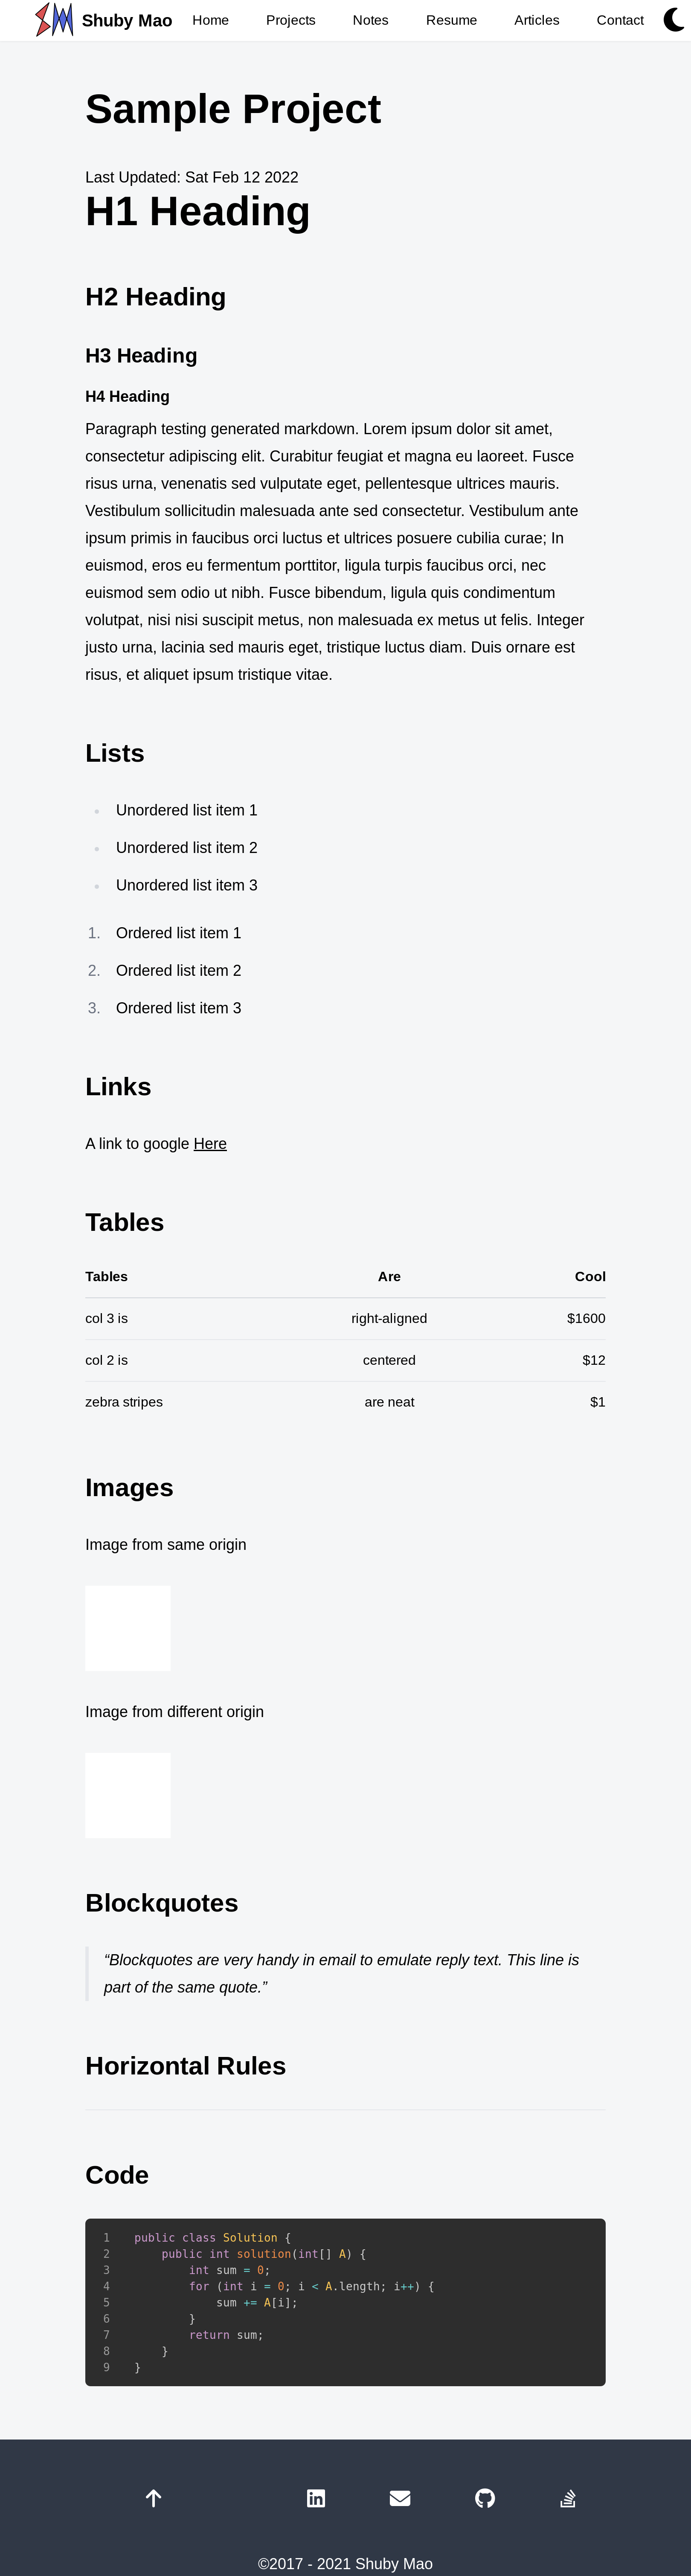 Shuby Mao Home Projects Notes Resume Articles Contact
Sample Project
Last Updated: Sat Feb 12 2022
H1 Heading
H2 Heading
H3 Heading
H4 Heading
Paragraph testing generated markdown. Lorem ipsum dolor sit amet,
consectetur adipiscing elit. Curabitur feugiat et magna eu laoreet. Fusce
risus urna, venenatis sed vulputate eget, pellentesque ultrices mauris.
Vestibulum sollicitudin malesuada ante sed consectetur. Vestibulum ante
ipsum primis in faucibus orci luctus et ultrices posuere cubilia curae; In
euismod, eros eu fermentum porttitor, ligula turpis faucibus orci, nec
euismod sem odio ut nibh. Fusce bibendum, ligula quis condimentum
volutpat, nisi nisi suscipit metus, non malesuada ex metus ut felis. Integer
justo urna, lacinia sed mauris eget, tristique luctus diam. Duis ornare est
risus, et aliquet ipsum tristique vitae.
Lists
Unordered list item 1
Unordered list item 2
Unordered list item 3
1. Ordered list item 1
2. Ordered list item 2
3. Ordered list item 3
Links
A link to google Here
Tables
Tables Are Cool
col 3 is right-aligned $1600
col 2 is centered $12
zebra stripes are neat $1
Images
Image from same origin
Image from different origin
Blockquotes
“Blockquotes are very handy in email to emulate reply text. This line is
part of the same quote.”
Horizontal Rules
Code
1 public class Solution {
2 public int solution(int[] A) {
3 int sum = 0;
4 for (int i = 0; i < A.length; i++) {
5 sum += A[i];
6 }
7 return sum;
8 }
9 }
©2017 - 2021 Shuby Mao